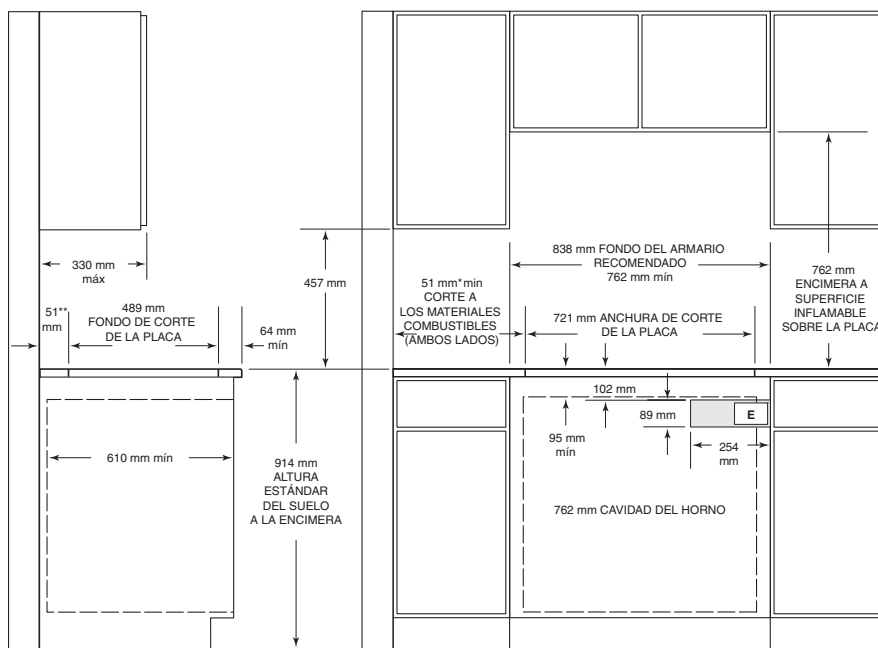 330 mm
máx
51**
mm
489 mm
FONDO DE CORTE
DE LA PLACA
64 mm
mín
610 mm mín
457 mm
914 mm
ALTURA
ESTÁNDAR
DEL SUELO
A LA ENCIMERA
838 mm FONDO DEL ARMARIO
RECOMENDADO
762 mm mín
51 mm*min
CORTE A
LOS MATERIALES
COMBUSTIBLES
(AMBOS LADOS)
721 mm ANCHURA DE CORTE
DE LA PLACA
762 mm
ENCIMERA A
SUPERFICIE
INFLAMABLE
SOBRE LA PLACA
102 mm
89 mm
E
95 mm
mín
254
mm
762 mm CAVIDAD DEL HORNO